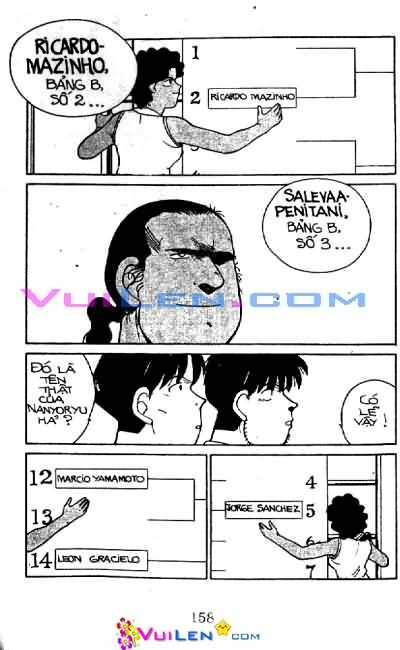 RICARDO-
MAZINHO,
BẢNG B,
SỐ 2...
1
2 RICARDO MAZINHO
SALEVAA-
PENITANI,
BẢNG B,
SỐ 3...
VUILEN.COM
ĐÓ LÀ
TÊN
THẬT
CỦA
NANYORYU
HẢ?
CÓ
LẼ
VẬY!
12 MARCIO YAMAMOTO
13
14 LEON GRACIELO
4
JORGE SANCHEZ 5
6
7
158
VUILEN.COM